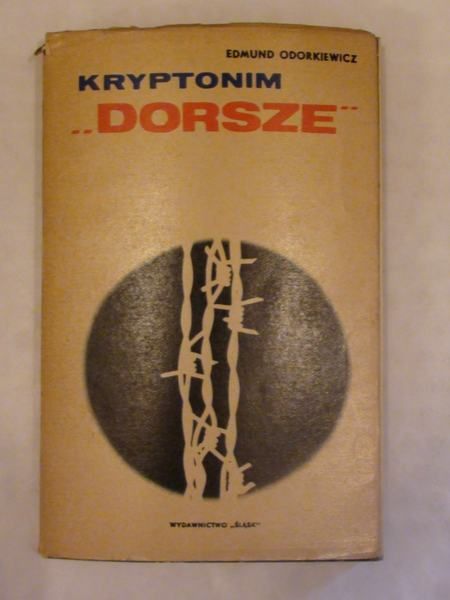 EDMUND ODORKIEWICZ
KRYPTONIM
„DORSZE”
WYDAWNICTWO „ŚLĄSK”